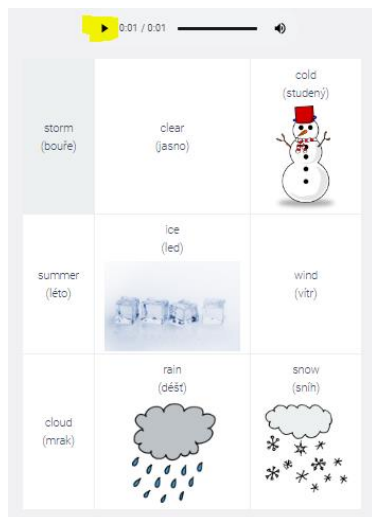 0:01 / 0:01
cold
(studený)
storm
(bouře)
clear
(jasno)
ice
(led)
summer
(léto)
wind
(vítr)
rain
(déšť)
snow
(sníh)
cloud
(mrak)